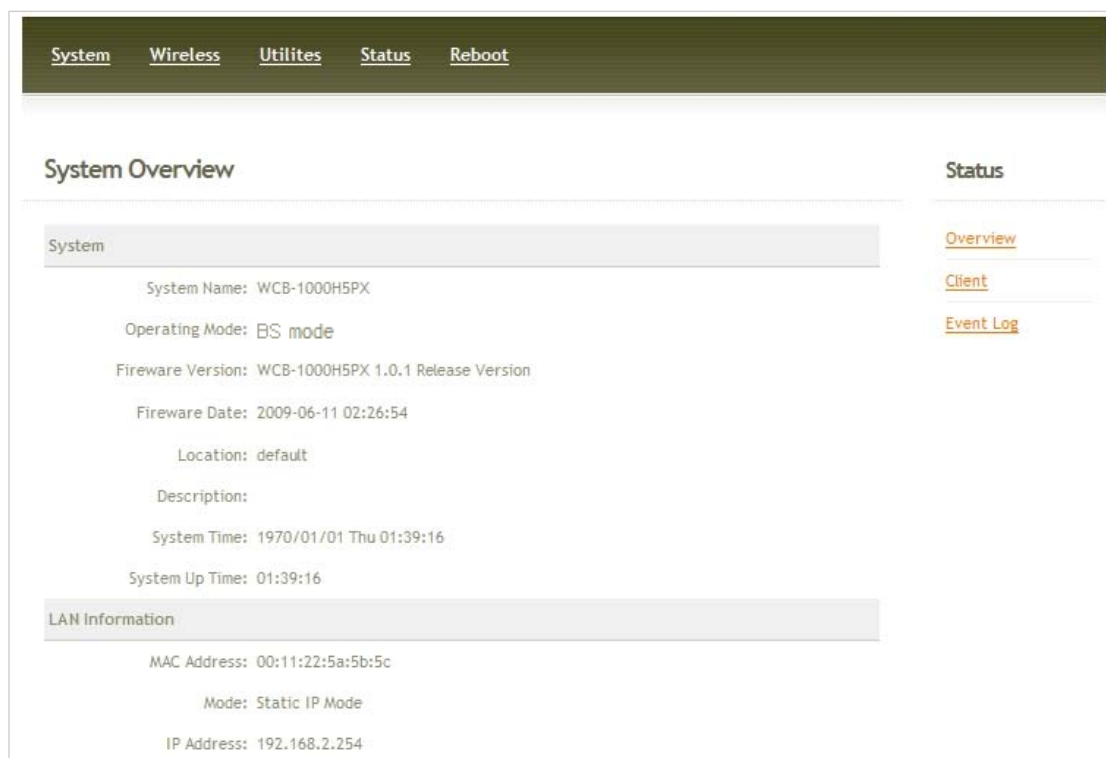 System Wireless Utilites Status Reboot
System Overview
System
System Name: WCB-1000H5PX
Operating Mode: BS mode
Fireware Version: WCB-1000H5PX 1.0.1 Release Version
Fireware Date: 2009-06-11 02:26:54
Location: default
Description:
System Time: 1970/01/01 Thu 01:39:16
System Up Time: 01:39:16
LAN Information
MAC Address: 00:11:22:5a:5b:5c
Mode: Static IP Mode
IP Address: 192.168.2.254
Status
Overview
Client
Event Log